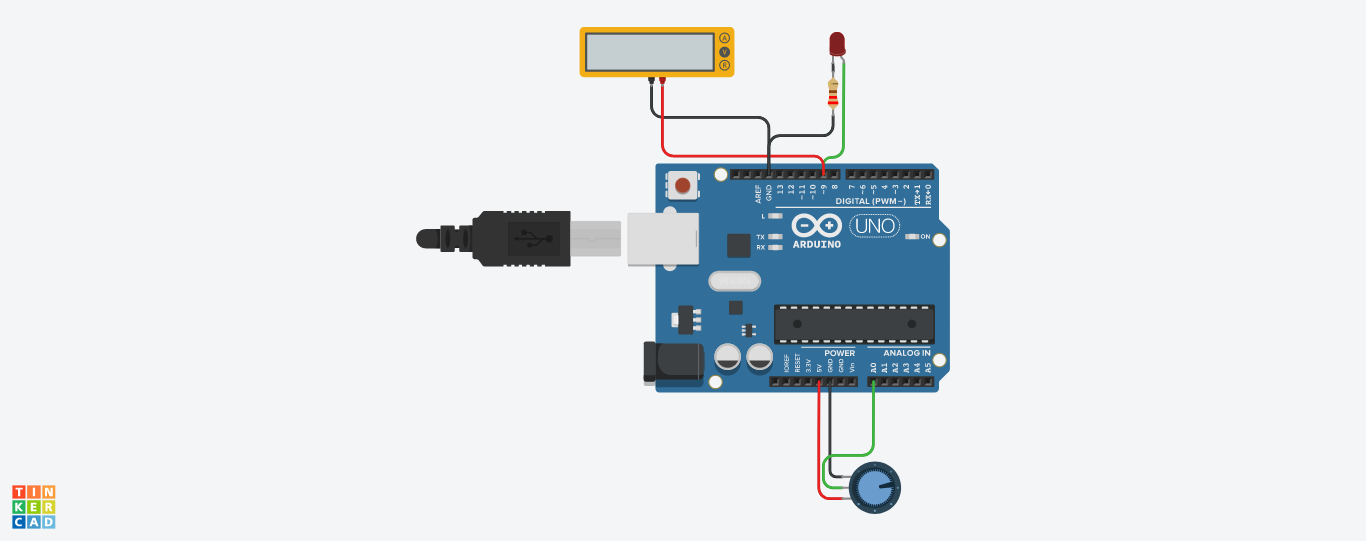 A
V
R
AREF
GND
13
12
~11
~10
~9
8
7
~6
~5
4
~3
2
TX→1
RX←0
DIGITAL (PWM~)
L
TX
RX
ARDUINO
UNO
ON
POWER
ANALOG IN
IOREF
RESET
3.3V
5V
GND
GND
Vin
A0
A1
A2
A3
A4
A5
TIN
KER
CAD